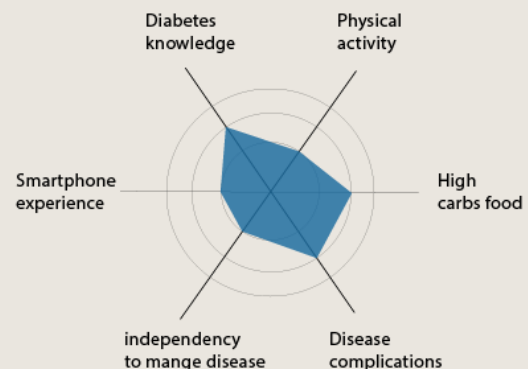 Diabetes
knowledge
Physical
activity
Smartphone
experience
High
carbs food
independency
to mange disease
Disease
complications